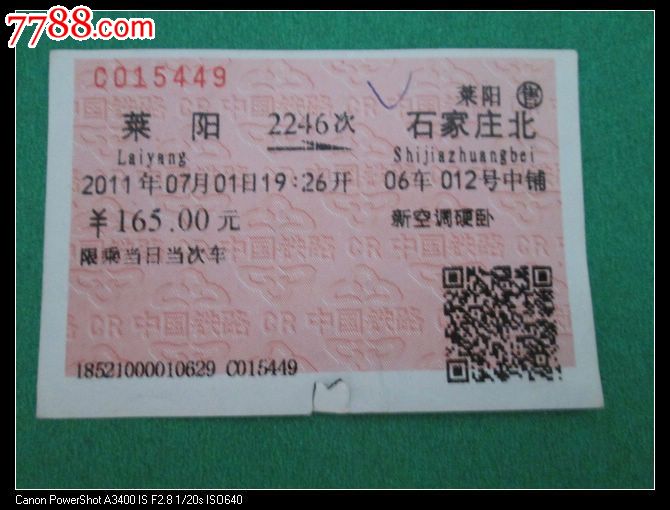 7788.com
C015449
莱阳 售
莱 阳 2246次 石家庄北
Laiyang Shijiazhuangbei
2011年07月01日19:26开 06车 012号中铺
￥165.00元 新空调硬卧
限乘当日当次车
CR 中国铁路 CR 中国铁路
18521000010629 C015449
Canon PowerShot A3400 IS F2.8 1/20s ISO640